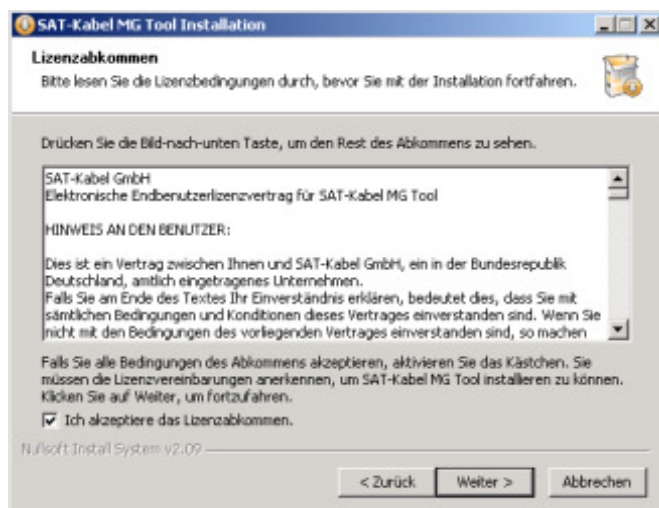 SAT-Kabel MG Tool Installation
Lizenzabkommen
Bitte lesen Sie die Lizenzbedingungen durch, bevor Sie mit der Installation fortfahren.
Drücken Sie die Bild-nach-unten Taste, um den Rest des Abkommens zu sehen.
SAT-Kabel GmbH
Elektronische Endbenutzerlizenzvertrag für SAT-Kabel MG Tool
HINWEIS AN DEN BENUTZER:
Dies ist ein Vertrag zwischen Ihnen und SAT-Kabel GmbH, ein in der Bundesrepublik
Deutschland, amtlich eingetragenes Unternehmen.
Falls Sie am Ende des Textes Ihr Einverständnis erklären, bedeutet dies, dass Sie mit
sämtlichen Bedingungen und Konditionen dieses Vertrages einverstanden sind. Wenn Sie
nicht mit den Bedingungen des vorliegenden Vertrages einverstanden sind, so machen
Falls Sie alle Bedingungen des Abkommens akzeptieren, aktivieren Sie das Kästchen. Sie
müssen die Lizenzvereinbarungen anerkennen, um SAT-Kabel MG Tool installieren zu können.
Klicken Sie auf Weiter, um fortzufahren.
Ich akzeptiere das Lizenzabkommen.
Nullsoft Install System v2.09
< Zurück Weiter > Abbrechen